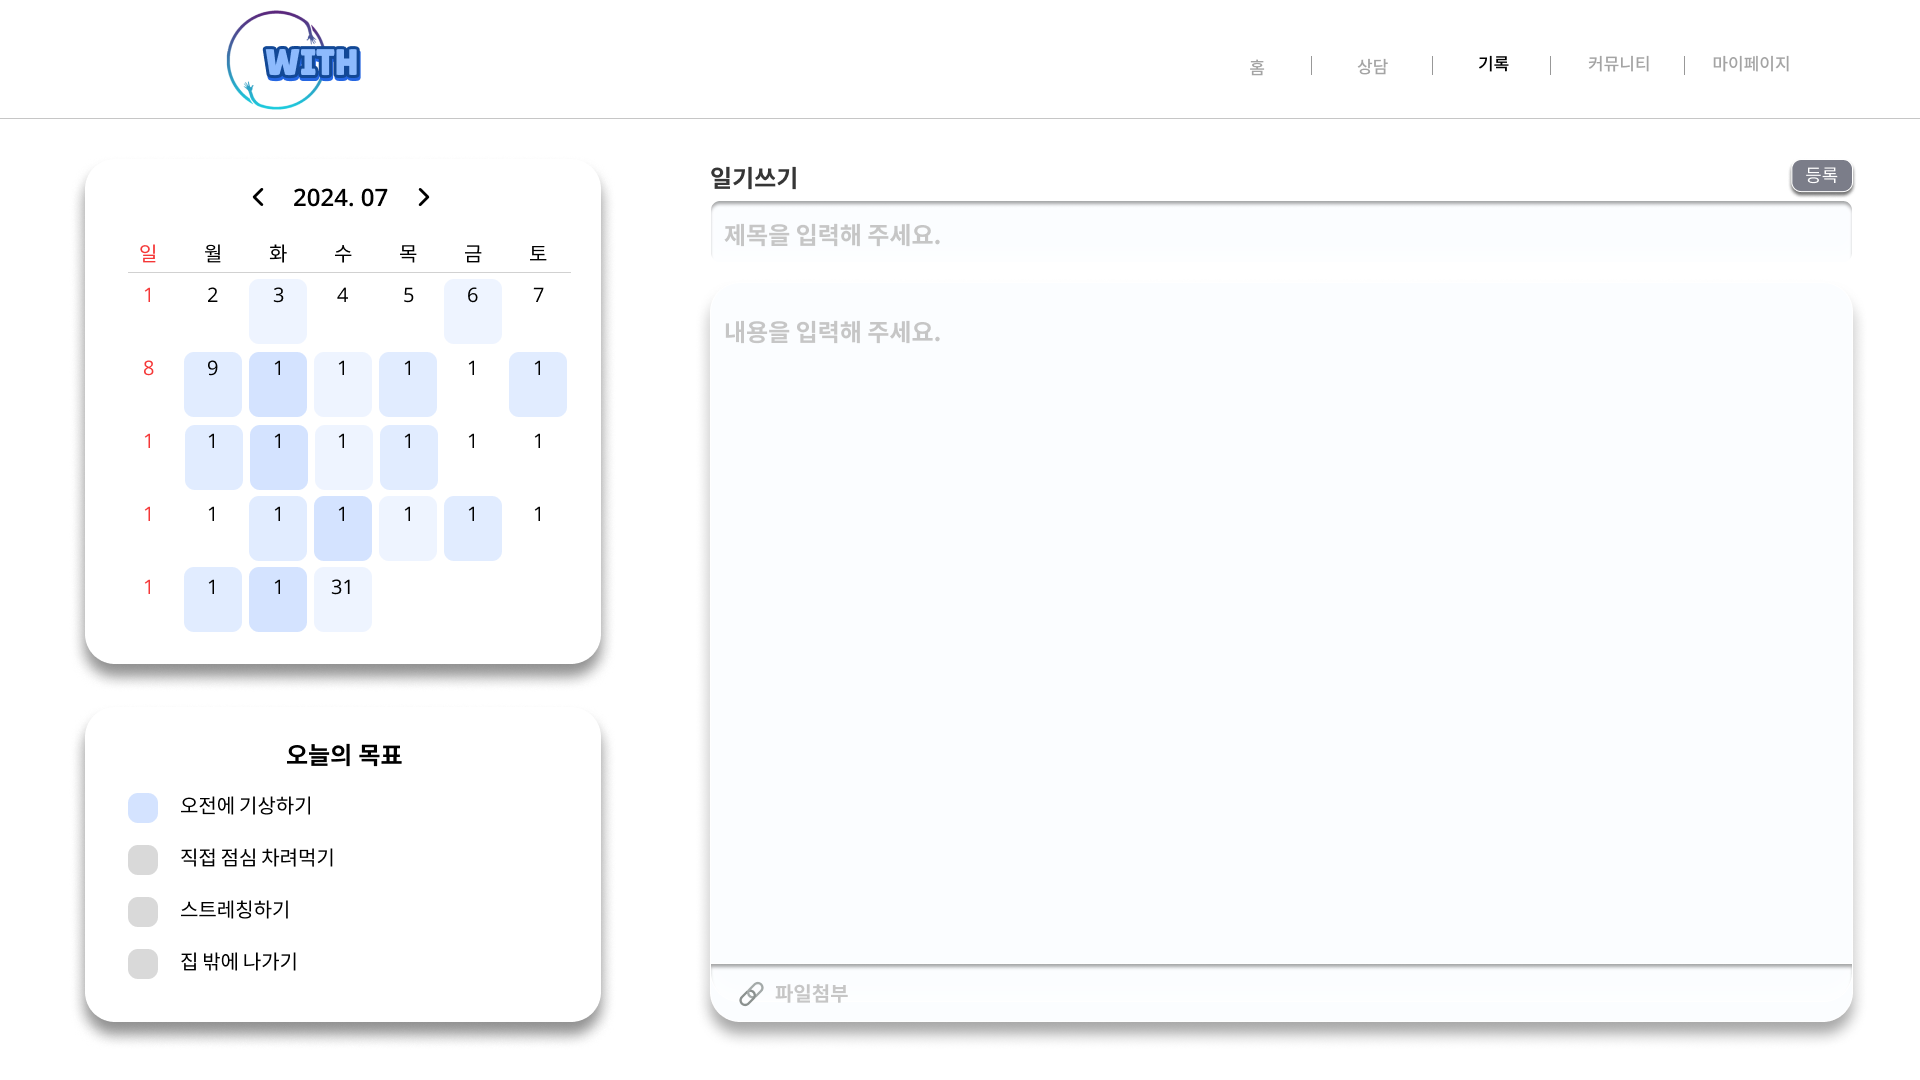 WITH
홈 상담 기록 커뮤니티 마이페이지
2024. 07
일 월 화 수 목 금 토
1 2 3 4 5 6 7
8 9 1 1 1 1 1
1 1 1 1 1 1 1
1 1 1 1 1 1 1
1 1 1 31
오늘의 목표
오전에 기상하기
직접 점심 차려먹기
스트레칭하기
집 밖에 나가기
일기쓰기
등록
제목을 입력해 주세요.
내용을 입력해 주세요.
파일첨부